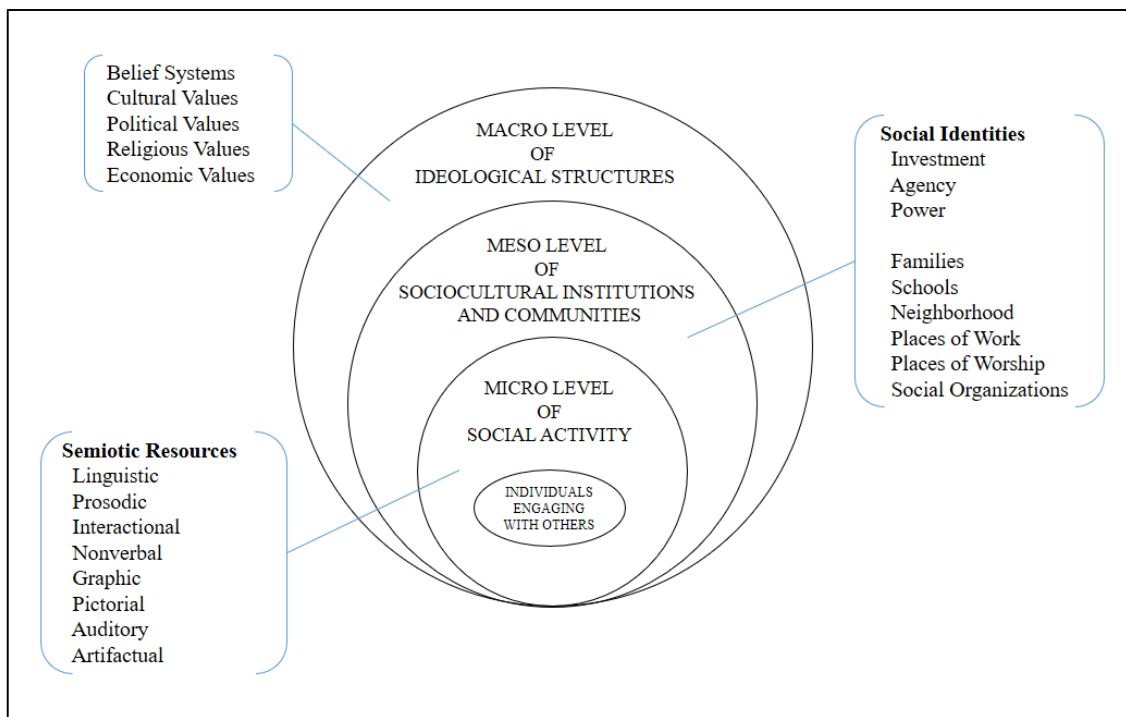 Belief Systems
Cultural Values
Political Values
Religious Values
Economic Values
MACRO LEVEL
OF
IDEOLOGICAL STRUCTURES
MESO LEVEL
OF
SOCIOCULTURAL INSTITUTIONS
AND COMMUNITIES
MICRO LEVEL
OF
SOCIAL ACTIVITY
INDIVIDUALS
ENGAGING
WITH OTHERS
Social Identities
Investment
Agency
Power
Families
Schools
Neighborhood
Places of Work
Places of Worship
Social Organizations
Semiotic Resources
Linguistic
Prosodic
Interactional
Nonverbal
Graphic
Pictorial
Auditory
Artifactual